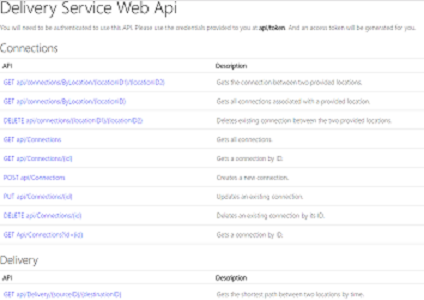 Delivery Service Web Api
You will need to be authenticated to use this API. Please use the credentials provided to you at api/token. And an access token will be generated for you.
Connections
API Description
GET api/connections/ByLocation/{locationID1}/{locationID2} Gets the connection between two provided locations.
GET api/connections/ByLocation/{locationID} Gets all connections associated with a provided location.
DELETE api/connections/{locationID1}/{locationID2} Deletes existing connection between the two provided locations.
GET api/Connections Gets all connections.
GET api/Connections/{id} Gets a connection by ID.
POST api/Connections Creates a new connection.
PUT api/Connections/{id} Updates an existing connection.
DELETE api/Connections/{id} Deletes an existing connection by its ID.
GET Api/Connections?id={id} Gets a connection by ID.
Delivery
API Description
GET api/Delivery/{sourceID}/{destinationID} Gets the shortest path between two locations by time.